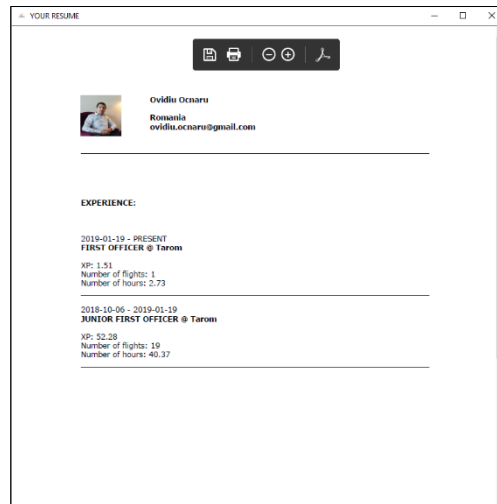 YOUR RESUME
Ovidiu Ocnaru
Romania
ovidiu.ocnaru@gmail.com
EXPERIENCE:
2019-01-19 - PRESENT
FIRST OFFICER @ Tarom
XP: 1.51
Number of flights: 1
Number of hours: 2.73
2018-10-06 - 2019-01-19
JUNIOR FIRST OFFICER @ Tarom
XP: 52.28
Number of flights: 19
Number of hours: 40.37